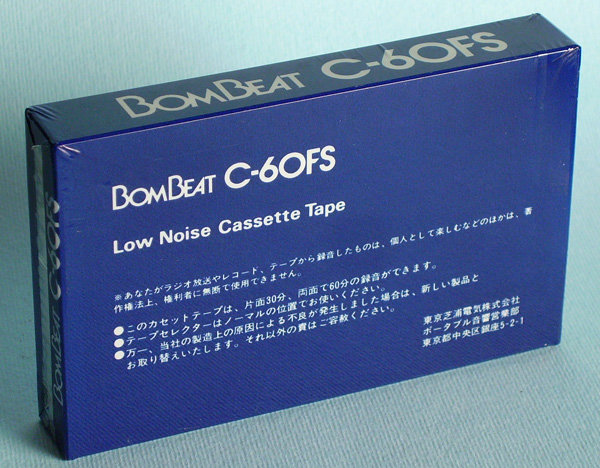 BOMBEAT C-60FS
BOMBEAT C-60FS
BOMBEAT C-60FS
Low Noise Cassette Tape
※あなたがラジオ放送やレコード、テープから録音したものは、個人として楽しむなどのほかは、著
作権法上、権利者に無断で使用できません。
●このカセットテープは、片面30分、両面で60分の録音ができます。
●テープセレクターはノーマルの位置でお使いください。
●万一、当社の製造上の原因による不良が発生しました場合は、新しい製品と
お取り替えいたします。それ以外の責はご容赦ください。
東京芝浦電気株式会社
ポータブル音響営業部
東京都中央区銀座5-2-1